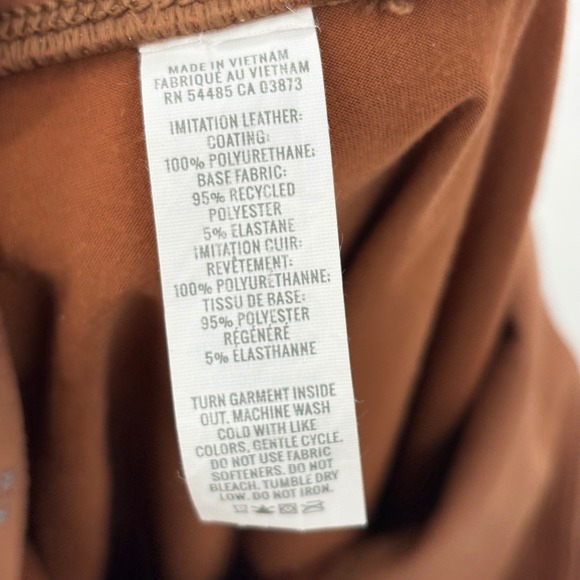 MADE IN VIETNAM
FABRIQUÉ AU VIETNAM
RN 54485 CA 03873
IMITATION LEATHER:
COATING:
100% POLYURETHANE;
BASE FABRIC:
95% RECYCLED
POLYESTER
5% ELASTANE
IMITATION CUIR:
REVÊTEMENT:
100% POLYURÉTHANNE;
TISSU DE BASE:
95% POLYESTER
RÉGÉNÉRÉ
5% ÉLASTHANNE
TURN GARMENT INSIDE
OUT. MACHINE WASH
COLD WITH LIKE
COLORS, GENTLE CYCLE.
DO NOT USE FABRIC
SOFTENERS. DO NOT
BLEACH. TUMBLE DRY
LOW. DO NOT IRON.